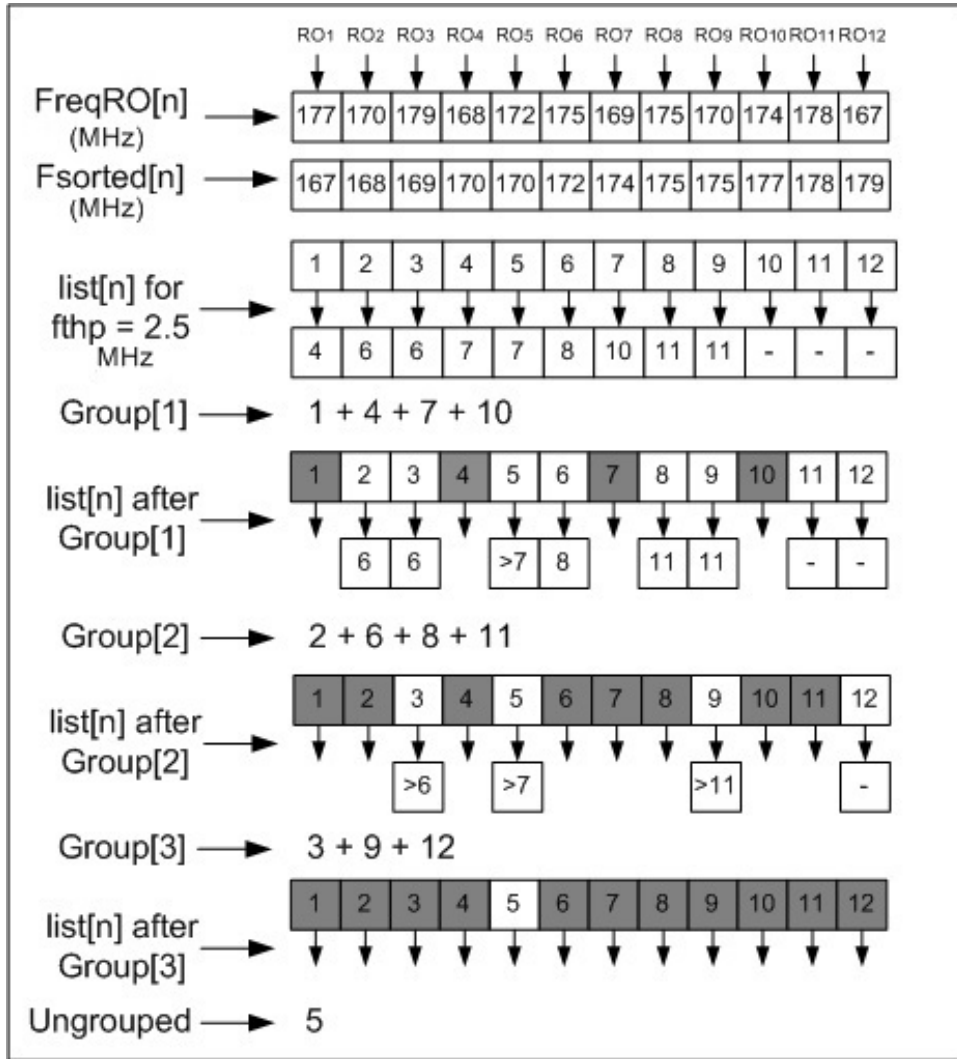 RO1 RO2 RO3 RO4 RO5 RO6 RO7 RO8 RO9 RO10 RO11 RO12
FreqRO[n]
(MHz)
177 170 179 168 172 175 169 175 170 174 178 167
Fsorted[n]
(MHz)
167 168 169 170 170 172 174 175 175 177 178 179
list[n] for
fthp = 2.5
MHz
1 2 3 4 5 6 7 8 9 10 11 12
4 6 6 7 7 8 10 11 11 - - -
Group[1]
1 + 4 + 7 + 10
list[n] after
Group[1]
1 2 3 4 5 6 7 8 9 10 11 12
6 6 >7 8 11 11 - -
Group[2]
2 + 6 + 8 + 11
list[n] after
Group[2]
1 2 3 4 5 6 7 8 9 10 11 12
>6 >7 >11 -
Group[3]
3 + 9 + 12
list[n] after
Group[3]
1 2 3 4 5 6 7 8 9 10 11 12
Ungrouped
5